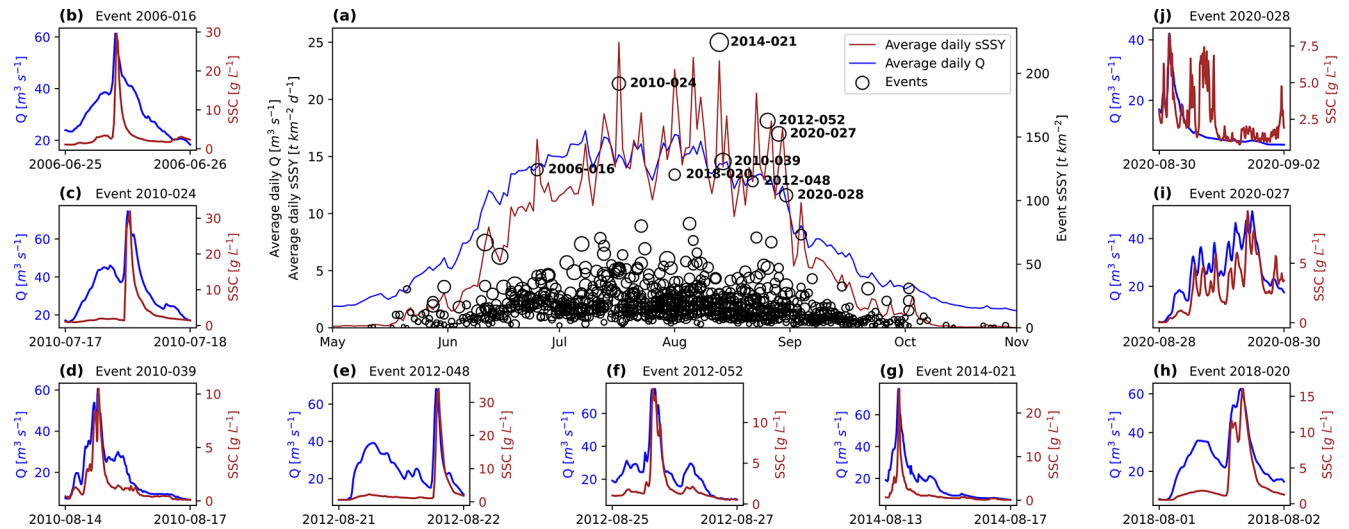 (b) Event 2006-016
Q [m³ s⁻¹]
60
40
20
30
20
10
0
SSC [g L⁻¹]
2006-06-25
2006-06-26
(c) Event 2010-024
Q [m³ s⁻¹]
60
40
20
30
20
10
0
SSC [g L⁻¹]
2010-07-17
2010-07-18
(a)
Average daily Q [m³ s⁻¹]
Average daily sSSY [t km⁻² d⁻¹]
25
20
15
10
5
0
Average daily sSSY
Average daily Q
Events
2014-021
2010-024
2012-052
2020-027
2010-039
2006-016
2018-020
2012-048
2020-028
200
150
100
50
0
Event sSSY [t km⁻²]
May
Jun
Jul
Aug
Sep
Oct
Nov
(j) Event 2020-028
Q [m³ s⁻¹]
40
20
7.5
5.0
2.5
SSC [g L⁻¹]
2020-08-30
2020-09-02
(i) Event 2020-027
Q [m³ s⁻¹]
40
20
5
0
SSC [g L⁻¹]
2020-08-28
2020-08-30
(d) Event 2010-039
Q [m³ s⁻¹]
60
40
20
10
5
0
SSC [g L⁻¹]
2010-08-14
2010-08-17
(e) Event 2012-048
Q [m³ s⁻¹]
60
40
20
30
20
10
0
SSC [g L⁻¹]
2012-08-21
2012-08-22
(f) Event 2012-052
Q [m³ s⁻¹]
60
40
20
10
5
0
SSC [g L⁻¹]
2012-08-25
2012-08-27
(g) Event 2014-021
Q [m³ s⁻¹]
60
40
20
20
10
0
SSC [g L⁻¹]
2014-08-13
2014-08-17
(h) Event 2018-020
Q [m³ s⁻¹]
60
40
20
15
10
5
0
SSC [g L⁻¹]
2018-08-01
2018-08-02